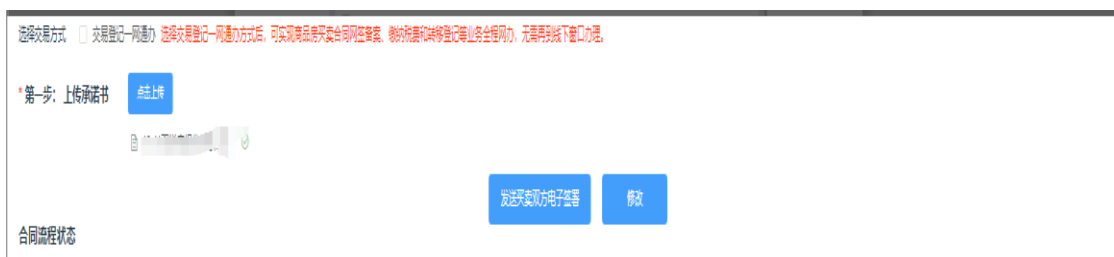 选择交易方式 交易登记一网通办 选择交易登记一网通办方式后，可实现商品房买卖合同网签备案、缴纳税费和转移登记等业务全程网办，无需再到线下窗口办理。
*第一步：上传承诺书 点击上传
发送买卖双方电子签署 修改
合同流程状态